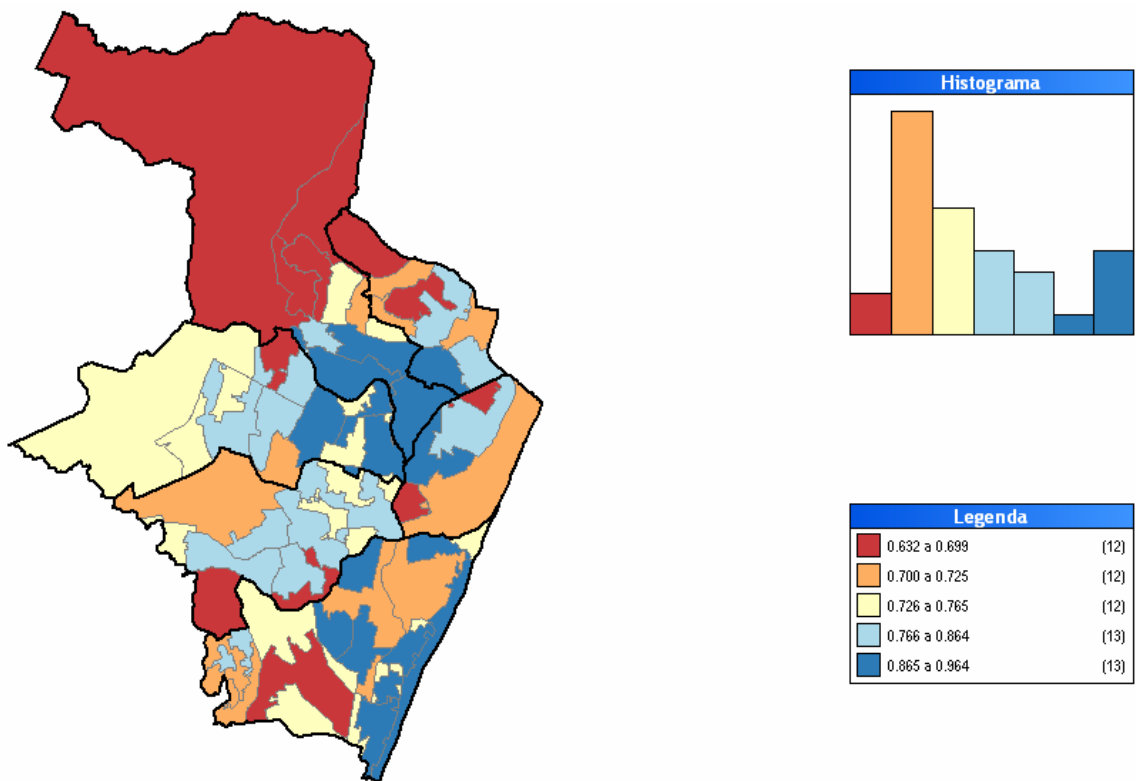 Histograma
Legenda
0.632 a 0.699 (12)
0.700 a 0.725 (12)
0.726 a 0.765 (12)
0.766 a 0.864 (13)
0.865 a 0.964 (13)